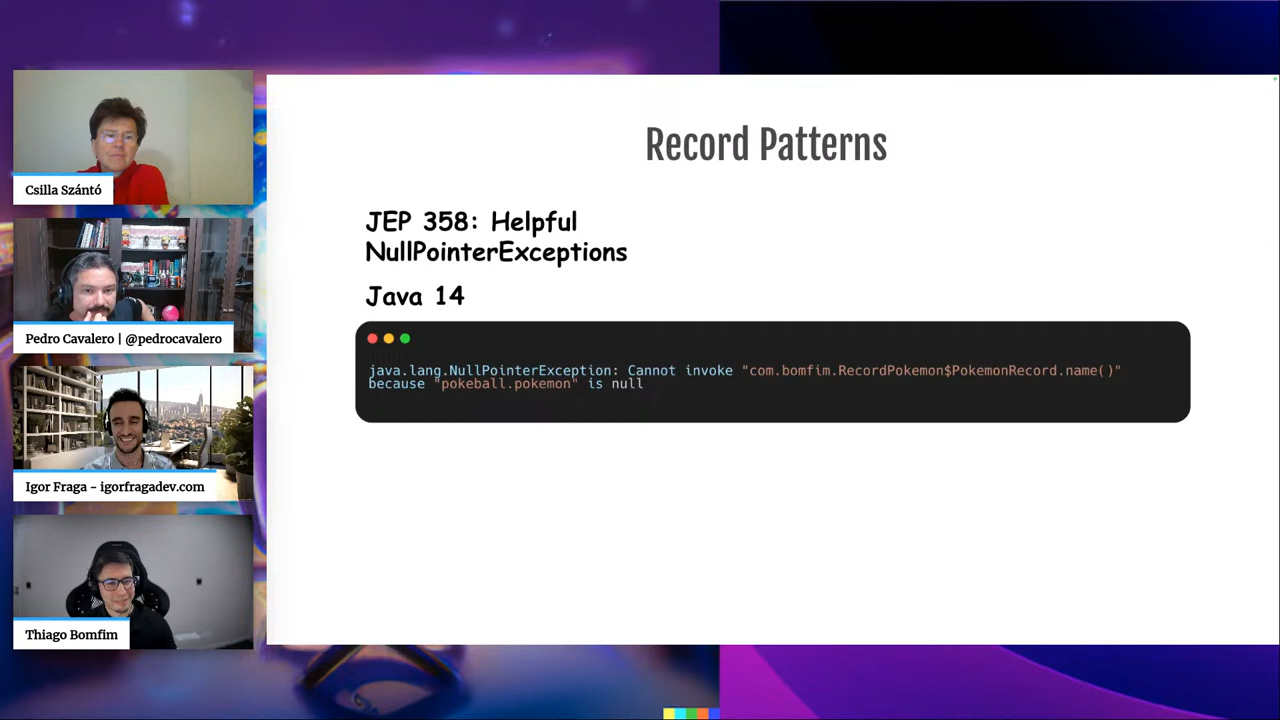 Csilla Szántó
Pedro Cavalero | @pedrocavalero
Igor Fraga - igorfragadev.com
Thiago Bomfim
Record Patterns
JEP 358: Helpful
NullPointerExceptions
Java 14
java.lang.NullPointerException: Cannot invoke "com.bomfim.RecordPokemon$PokemonRecord.name()"
because "pokeball.pokemon" is null